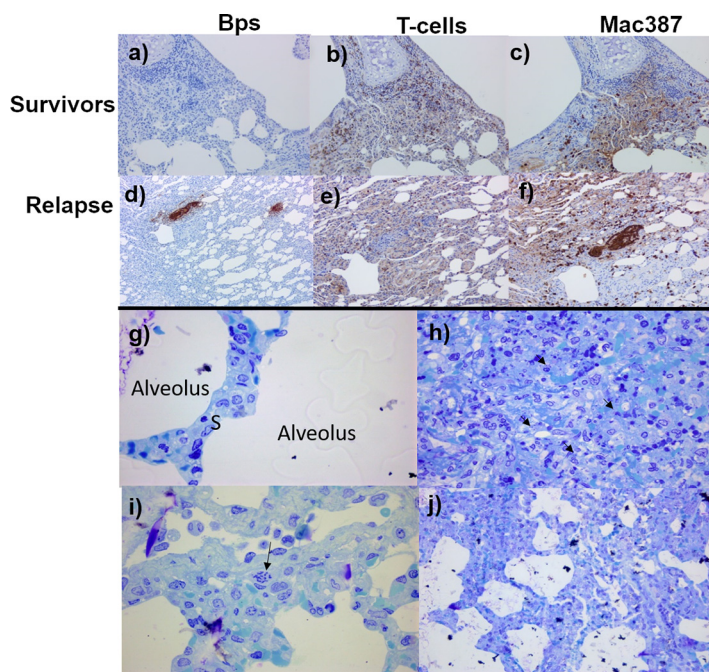 Bps T-cells Mac387
Survivors a) b) c)
Relapse d) e) f)
g) h)
Alveolus
S
Alveolus
i) j)